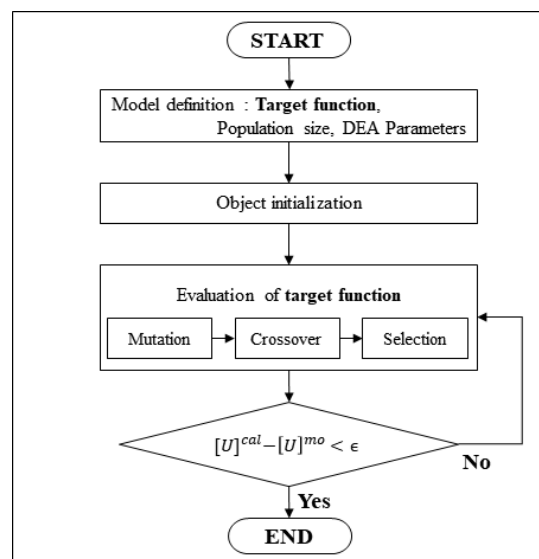 START
Model definition : Target function,
Population size, DEA Parameters
Object initialization
Evaluation of target function
Mutation
Crossover
Selection
[U]^{cal}−[U]^{mo} < ϵ
No
Yes
END